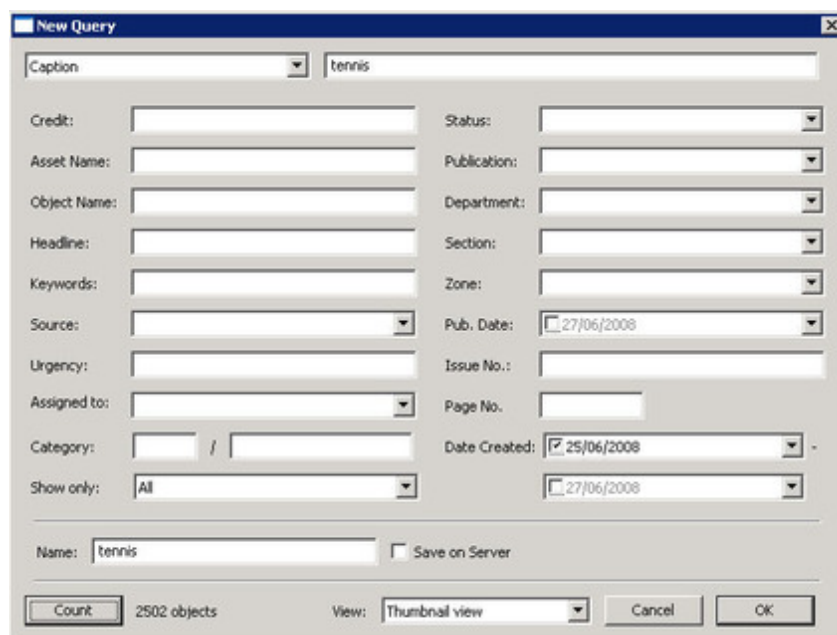 New Query
Caption tennis
Credit: Status:
Asset Name: Publication:
Object Name: Department:
Headline: Section:
Keywords: Zone:
Source: Pub. Date: 27/06/2008
Urgency: Issue No.:
Assigned to: Page No.
Category: / Date Created: 25/06/2008 -
Show only: All 27/06/2008
Name: tennis Save on Server
Count 2502 objects View: Thumbnail view Cancel OK